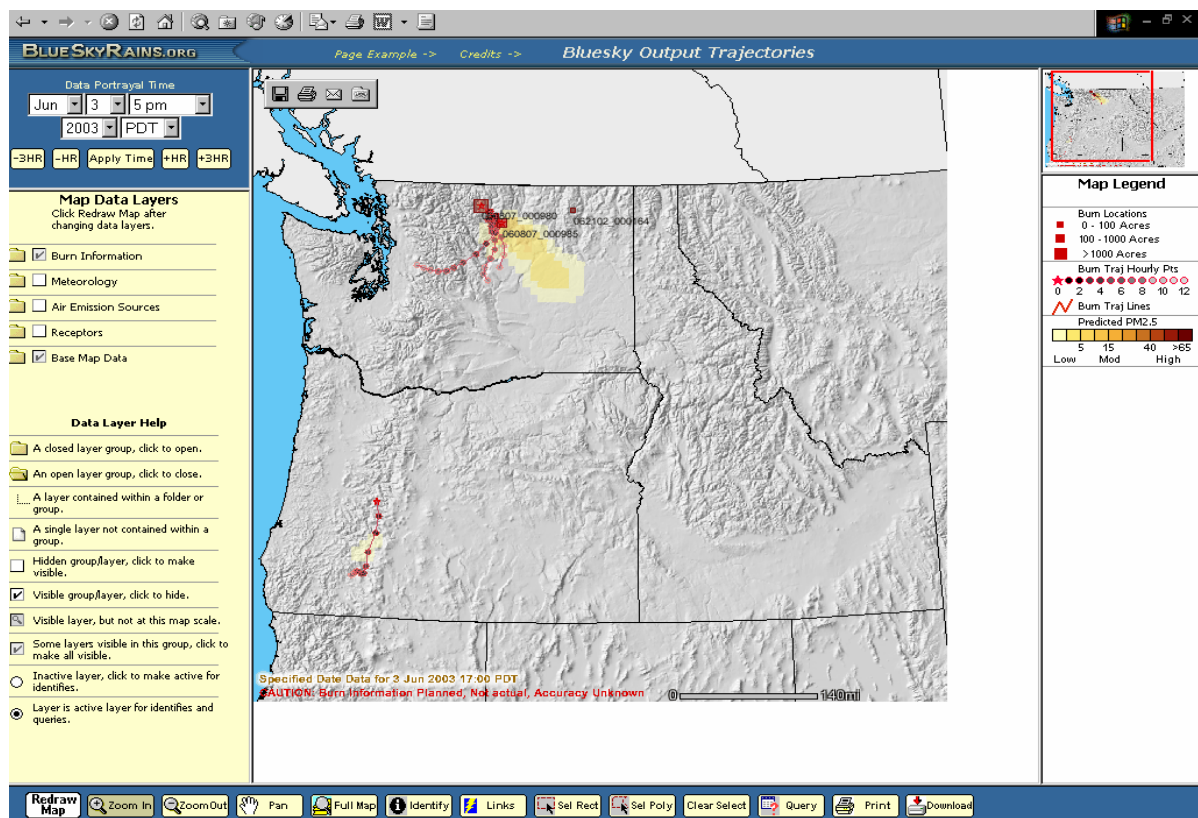 BLUESKYRAINS.ORG
Page Example ->
Credits ->
Bluesky Output Trajectories
Data Portrayal Time
Jun 3 5 pm
2003 PDT
-3HR -HR Apply Time +HR +3HR
Map Data Layers
Click Redraw Map after
changing data layers.
Burn Information
Meteorology
Air Emission Sources
Receptors
Base Map Data
Data Layer Help
A closed layer group, click to open.
An open layer group, click to close.
A layer contained within a folder or
group.
A single layer not contained within a
group.
Hidden group/layer, click to make
visible.
Visible group/layer, click to hide.
Visible layer, but not at this map scale.
Some layers visible in this group, click to
make all visible.
Inactive layer, click to make active for
identifies.
Layer is active layer for identifies and
queries.
060807_000980
062102_000164
060807_000985
Specified Date Data for 3 Jun 2003 17:00 PDT
CAUTION: Burn Information Planned, Not actual, Accuracy Unknown
0 140mi
Map Legend
Burn Locations
0 - 100 Acres
100 -1000 Acres
>1000 Acres
Burn Traj Hourly Pts
0 2 4 6 8 10 12
Burn Traj Lines
Predicted PM2.5
5 15 40 >65
Low Mod High
Redraw
Map
Zoom In
ZoomOut
Pan
Full Map
Identify
Links
Sel Rect
Sel Poly
Clear Select
Query
Print
Download